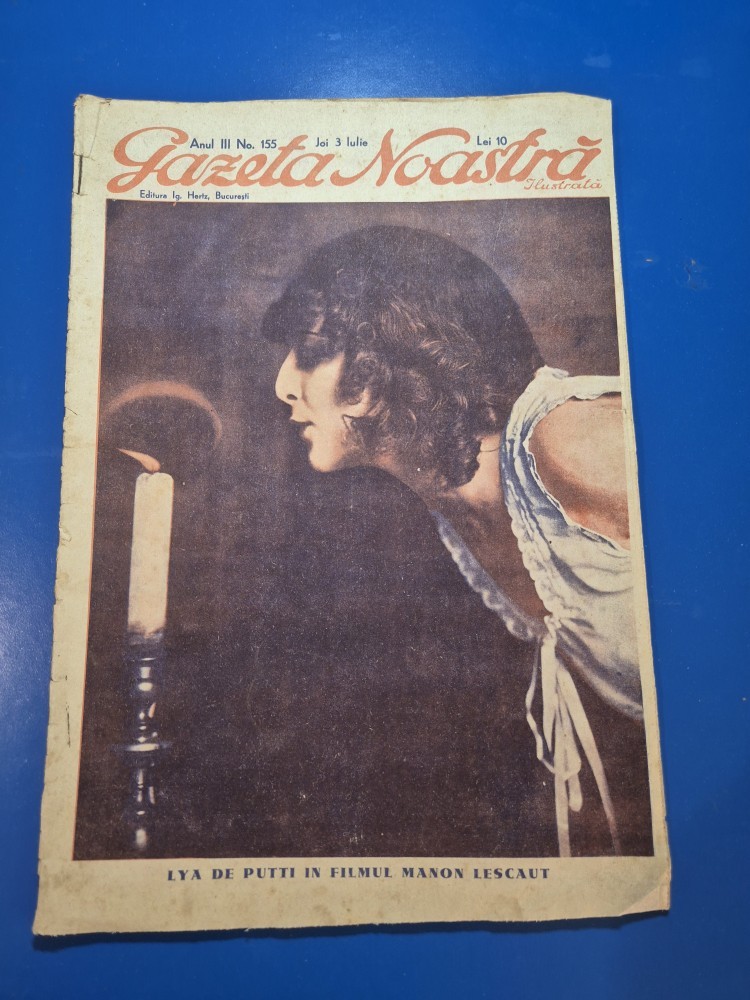 Anul III No. 155 Joi 3 Iulie Lei 10
Gazeta Noastră
Ilustrată
Editura Ig. Hertz, Bucureşti
LYA DE PUTTI IN FILMUL MANON LESCAUT